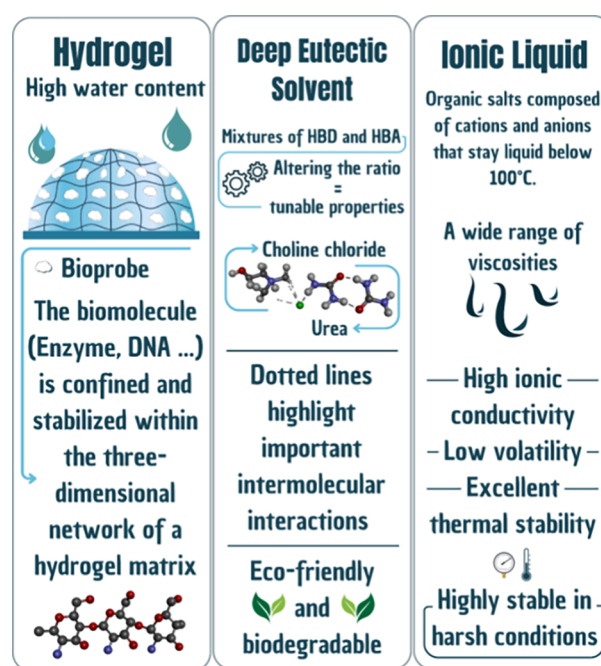 Hydrogel
High water content
Bioprobe
The biomolecule
(Enzyme, DNA ...)
is confined and
stabilized within
the three-
dimensional
network of a
hydrogel matrix
Deep Eutectic
Solvent
Mixtures of HBD and HBA
Altering the ratio
=
tunable properties
Choline chloride
Urea
Dotted lines
highlight
important
intermolecular
interactions
Eco-friendly
and
biodegradable
Ionic Liquid
Organic salts composed
of cations and anions
that stay liquid below
100°C.
A wide range of
viscosities
High ionic
conductivity
Low volatility
Excellent
thermal stability
Highly stable in
harsh conditions